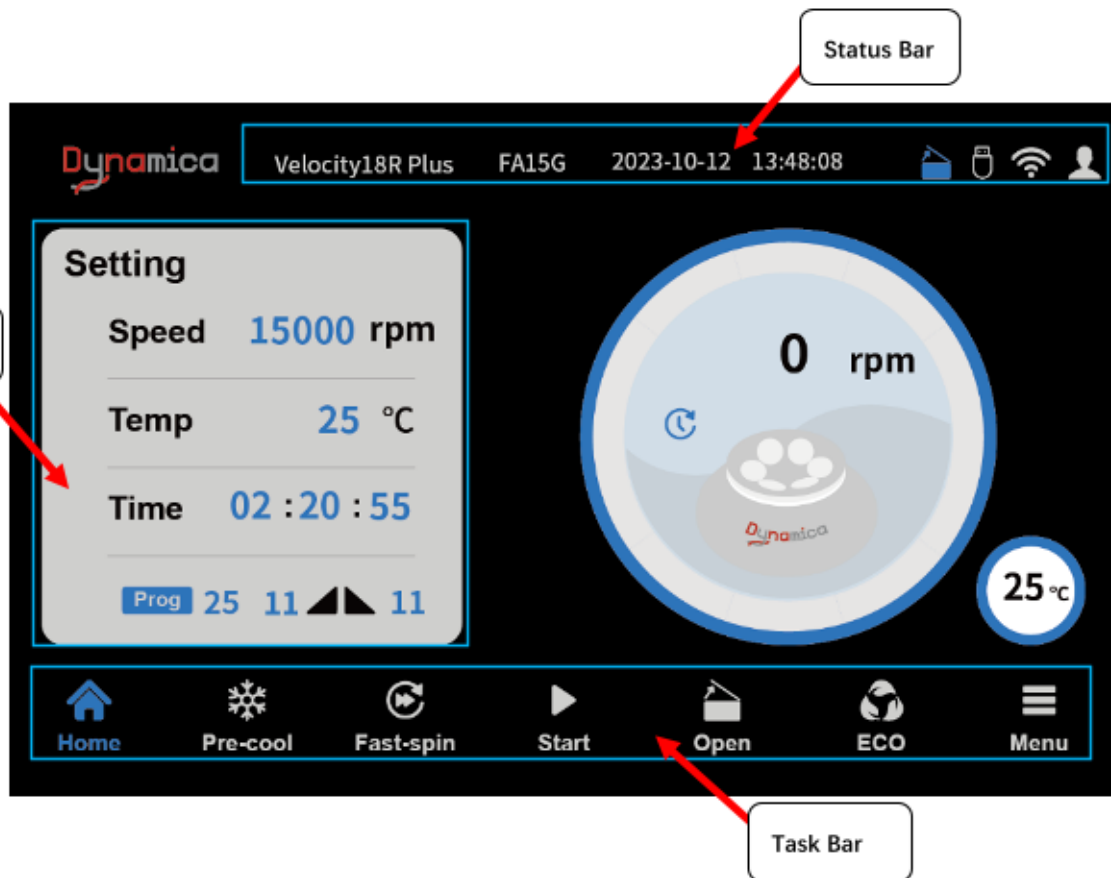 Status Bar
Dynamica
Velocity18R Plus FA15G 2023-10-12 13:48:08
Setting
Speed 15000 rpm
Temp 25 °C
Time 02 : 20 : 55
Prog 25 11 11
0 rpm
Dynamica
25 °C
Home Pre-cool Fast-spin Start Open ECO Menu
Task Bar